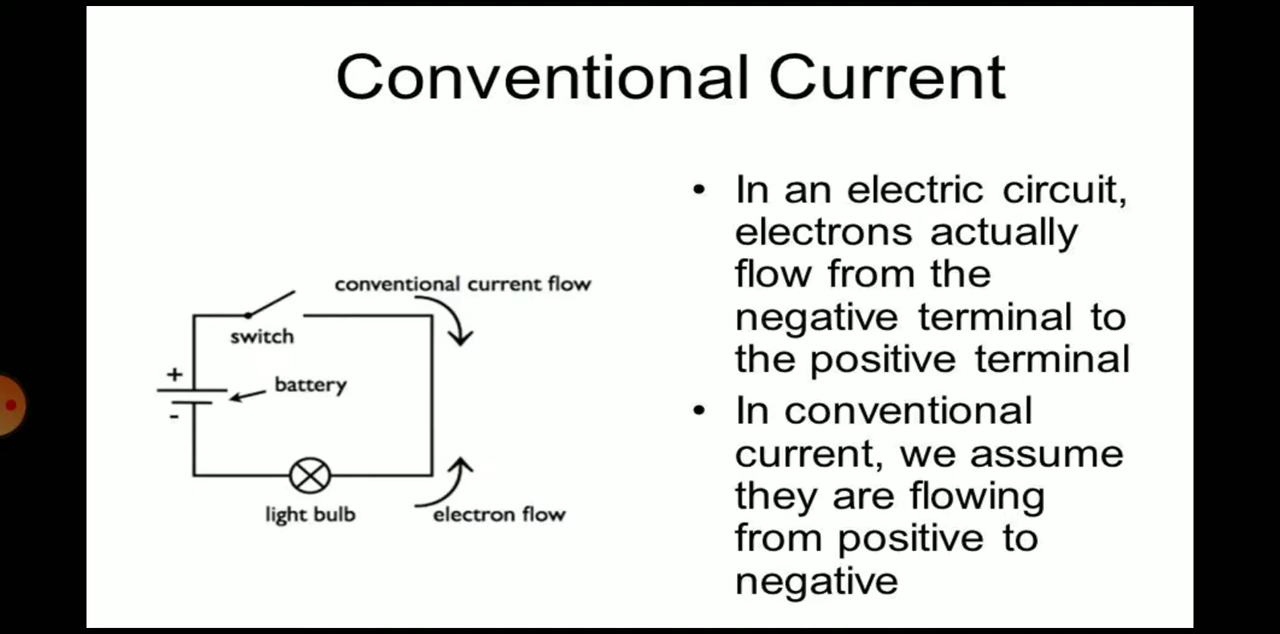 Conventional Current
conventional current flow
switch
+
battery
-
light bulb
electron flow
• In an electric circuit,
electrons actually
flow from the
negative terminal to
the positive terminal
• In conventional
current, we assume
they are flowing
from positive to
negative